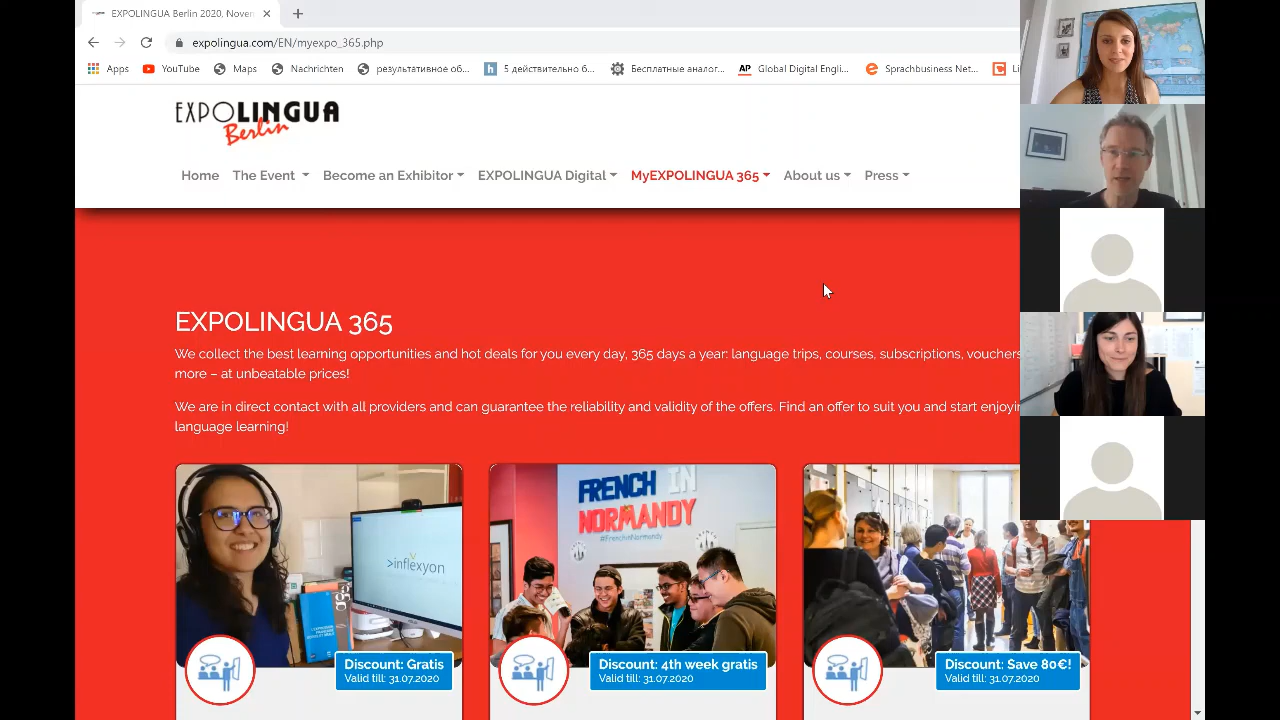 EXPOLINGUA Berlin 2020, Noven
expolingua.com/EN/myexpo_365.php
Apps YouTube Maps Nachrichten результативное об... 5 действительно б... Бесплатные аналог... AP Global Digital Engl... Sprachbusiness Net... Li
EXPOLINGUA
Berlin
Home The Event Become an Exhibitor EXPOLINGUA Digital MyEXPOLINGUA 365 About us Press
EXPOLINGUA 365
We collect the best learning opportunities and hot deals for you every day, 365 days a year: language trips, courses, subscriptions, vouchers
more – at unbeatable prices!
We are in direct contact with all providers and can guarantee the reliability and validity of the offers. Find an offer to suit you and start enjoyin
language learning!
>inflexyon
FRENCH IN
NORMANDY
#FrenchinNormandy
Discount: Gratis
Valid till: 31.07.2020
Discount: 4th week gratis
Valid till: 31.07.2020
Discount: Save 80€!
Valid till: 31.07.2020